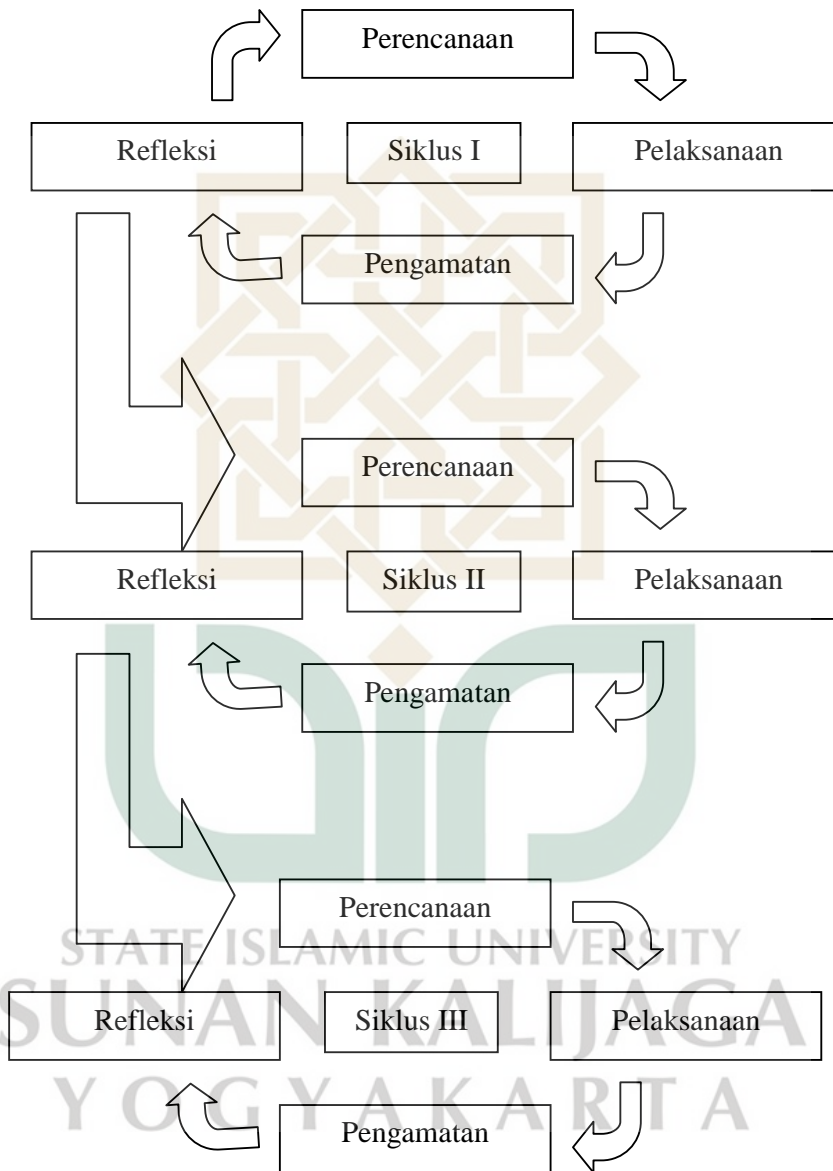 Perencanaan
Refleksi
Siklus I
Pelaksanaan
Pengamatan
Perencanaan
Refleksi
Siklus II
Pelaksanaan
Pengamatan
Perencanaan
STATE ISLAMIC UNIVERSITY
SUNAN KALIJAGA
Refleksi
Siklus III
Pelaksanaan
YOGYAKARTA
Pengamatan